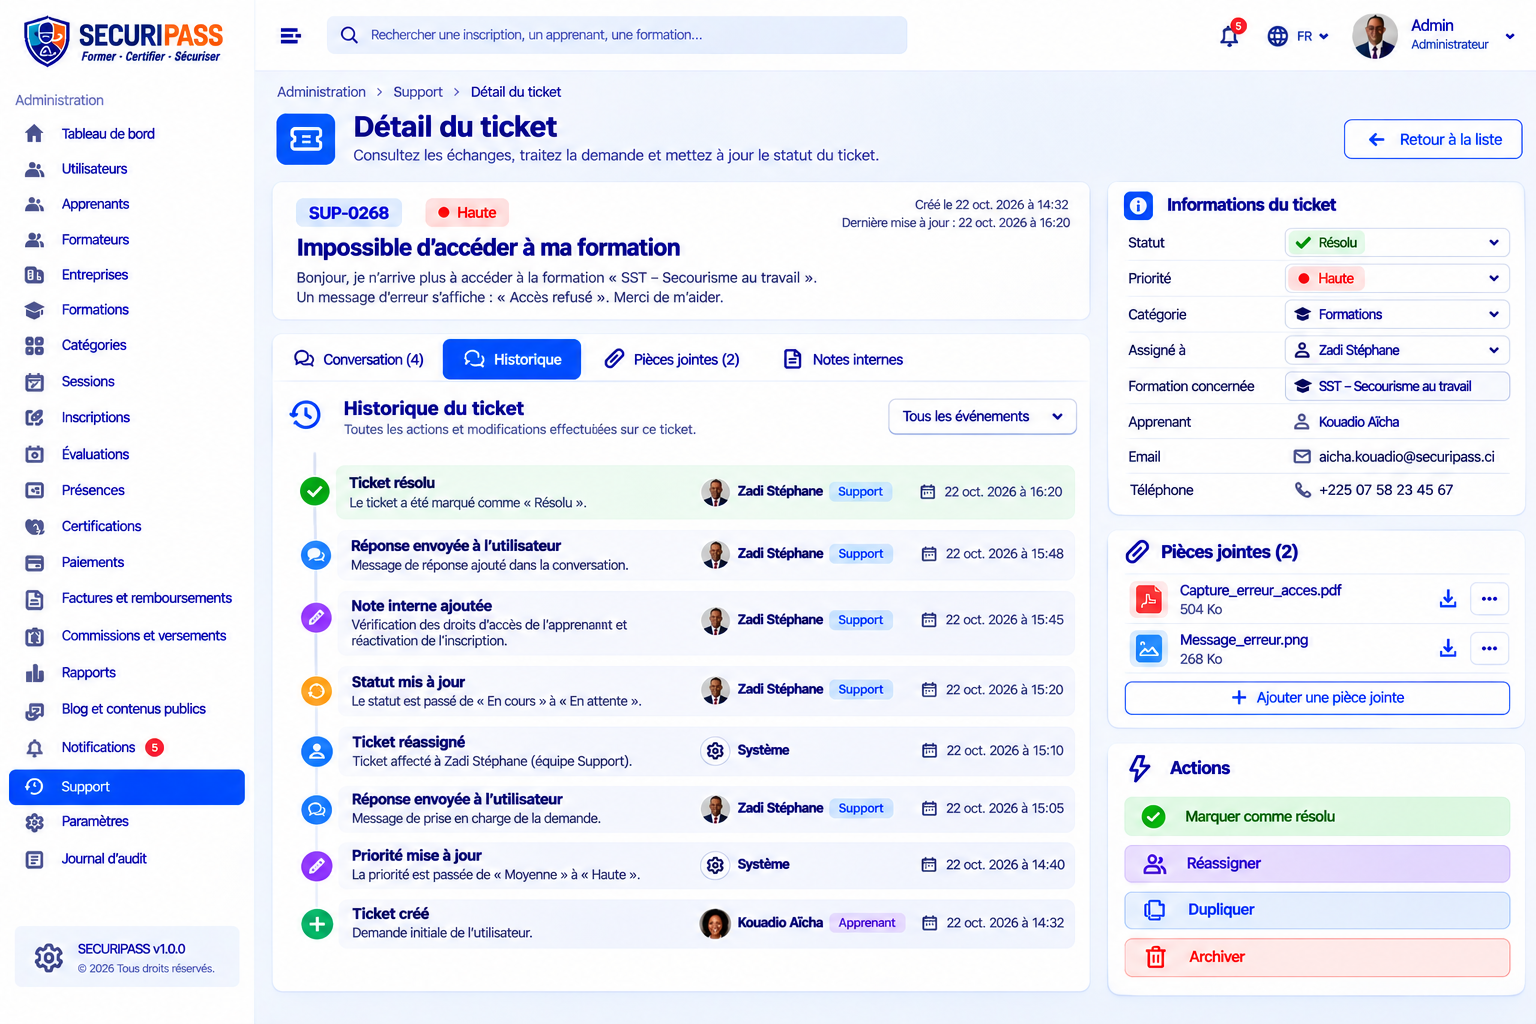 SECURIPASS
Former · Certifier · Sécuriser
Rechercher une inscription, un apprenant, une formation...
5
FR
Admin
Administrateur
Administration
Tableau de bord
Utilisateurs
Apprenants
Formateurs
Entreprises
Formations
Catégories
Sessions
Inscriptions
Évaluations
Présences
Certifications
Paiements
Factures et remboursements
Commissions et versements
Rapports
Blog et contenus publics
Notifications 5
Support
Paramètres
Journal d'audit
SECURIPASS v1.0.0
© 2026 Tous droits réservés.
Administration > Support > Détail du ticket
Détail du ticket
Consultez les échanges, traitez la demande et mettez à jour le statut du ticket.
Retour à la liste
SUP-0268 Haute
Créé le 22 oct. 2026 à 14:32
Dernière mise à jour : 22 oct. 2026 à 16:20
Impossible d'accéder à ma formation
Bonjour, je n'arrive plus à accéder à la formation « SST – Secourisme au travail ».
Un message d'erreur s'affiche : « Accès refusé ». Merci de m'aider.
Conversation (4) Historique Pièces jointes (2) Notes internes
Historique du ticket
Toutes les actions et modifications effectuées sur ce ticket.
Tous les événements
Ticket résolu
Le ticket a été marqué comme « Résolu ».
Zadi Stéphane Support 22 oct. 2026 à 16:20
Réponse envoyée à l'utilisateur
Message de réponse ajouté dans la conversation.
Zadi Stéphane Support 22 oct. 2026 à 15:48
Note interne ajoutée
Vérification des droits d'accès de l'apprenant et
réactivation de l'inscription.
Zadi Stéphane Support 22 oct. 2026 à 15:45
Statut mis à jour
Le statut est passé de « En cours » à « En attente ».
Zadi Stéphane Support 22 oct. 2026 à 15:20
Ticket réassigné
Ticket affecté à Zadi Stéphane (équipe Support).
Système 22 oct. 2026 à 15:10
Réponse envoyée à l'utilisateur
Message de prise en charge de la demande.
Zadi Stéphane Support 22 oct. 2026 à 15:05
Priorité mise à jour
La priorité est passée de « Moyenne » à « Haute ».
Système 22 oct. 2026 à 14:40
Ticket créé
Demande initiale de l'utilisateur.
Kouadio Aïcha Apprenant 22 oct. 2026 à 14:32
Informations du ticket
Statut Résolu
Priorité Haute
Catégorie Formations
Assigné à Zadi Stéphane
Formation concernée SST – Secourisme au travail
Apprenant Kouadio Aïcha
Email aicha.kouadio@securipass.ci
Téléphone +225 07 58 23 45 67
Pièces jointes (2)
Capture_erreur_acces.pdf
504 Ko
Message_erreur.png
268 Ko
Ajouter une pièce jointe
Actions
Marquer comme résolu
Réassigner
Dupliquer
Archiver